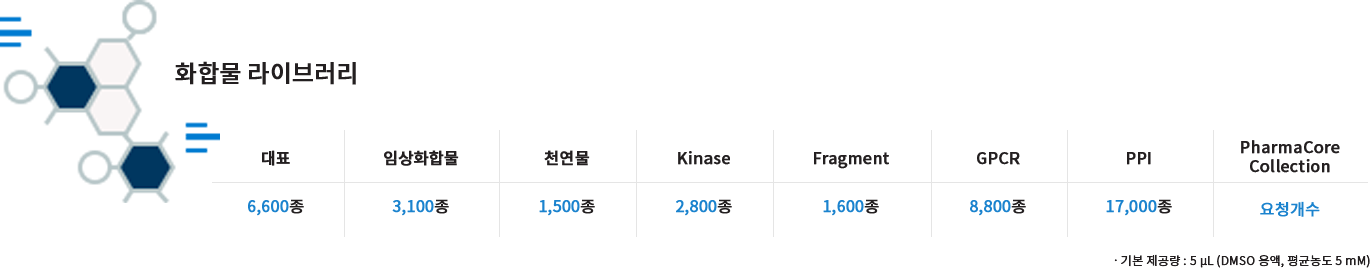 화합물 라이브러리
대표 임상화합물 천연물 Kinase Fragment GPCR PPI PharmaCore
Collection
6,600종 3,100종 1,500종 2,800종 1,600종 8,800종 17,000종 요청개수
· 기본 제공량 : 5 µL (DMSO 용액, 평균농도 5 mM)